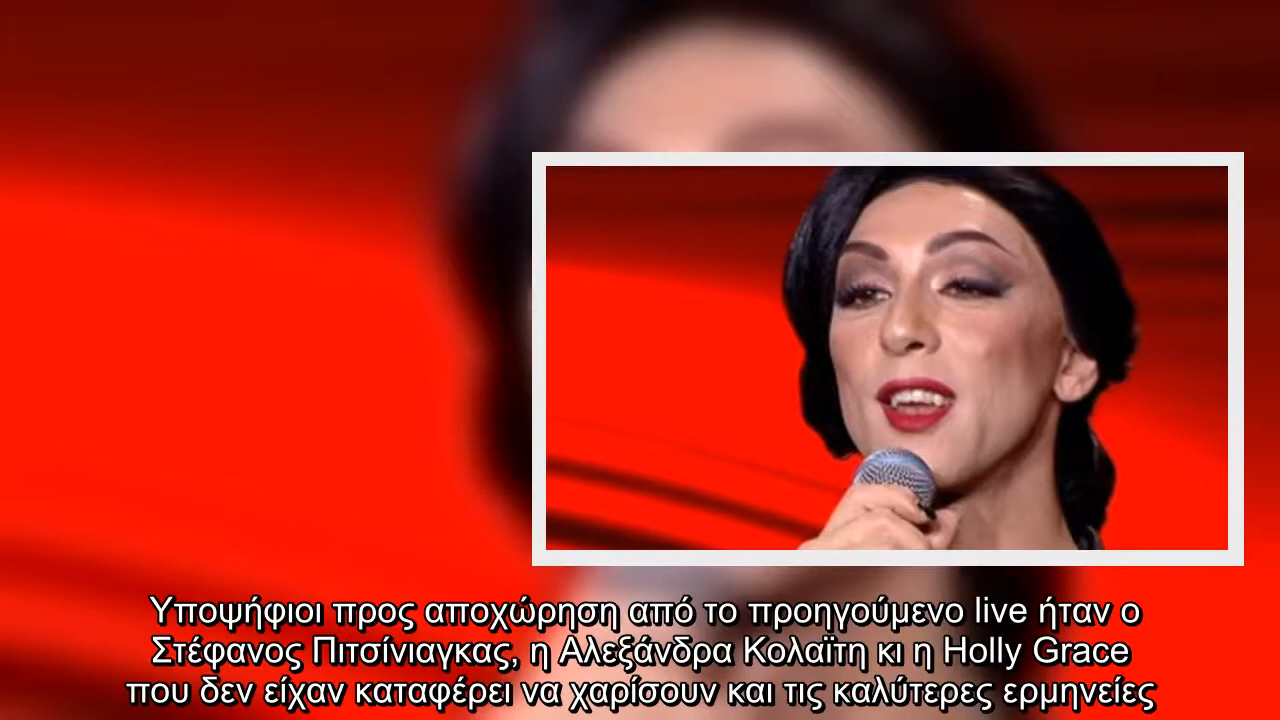 Υποψήφιοι προς αποχώρηση από το προηγούμενο live ήταν ο
Στέφανος Πιτσίνιαγκας, η Αλεξάνδρα Κολαΐτη κι η Holly Grace
που δεν είχαν καταφέρει να χαρίσουν και τις καλύτερες ερμηνείες